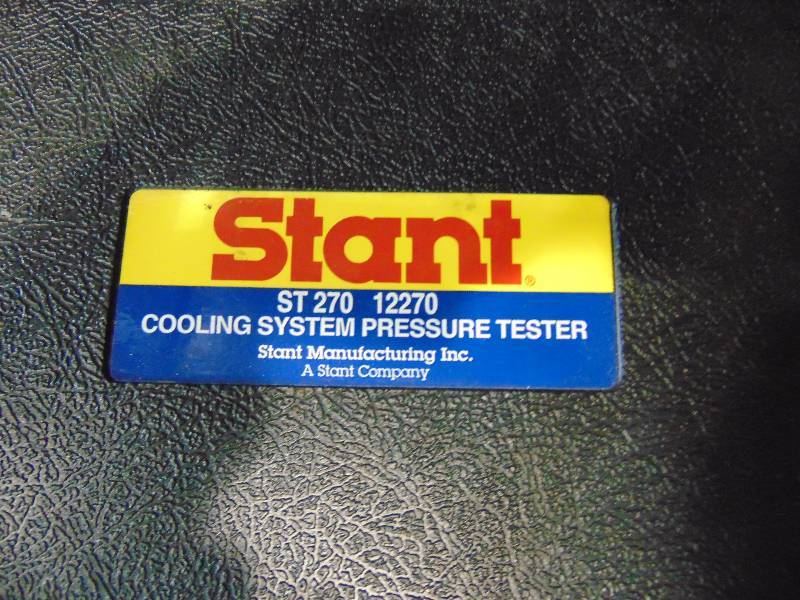 Stant®
ST 270 12270
COOLING SYSTEM PRESSURE TESTER
Stant Manufacturing Inc.
A Stant Company